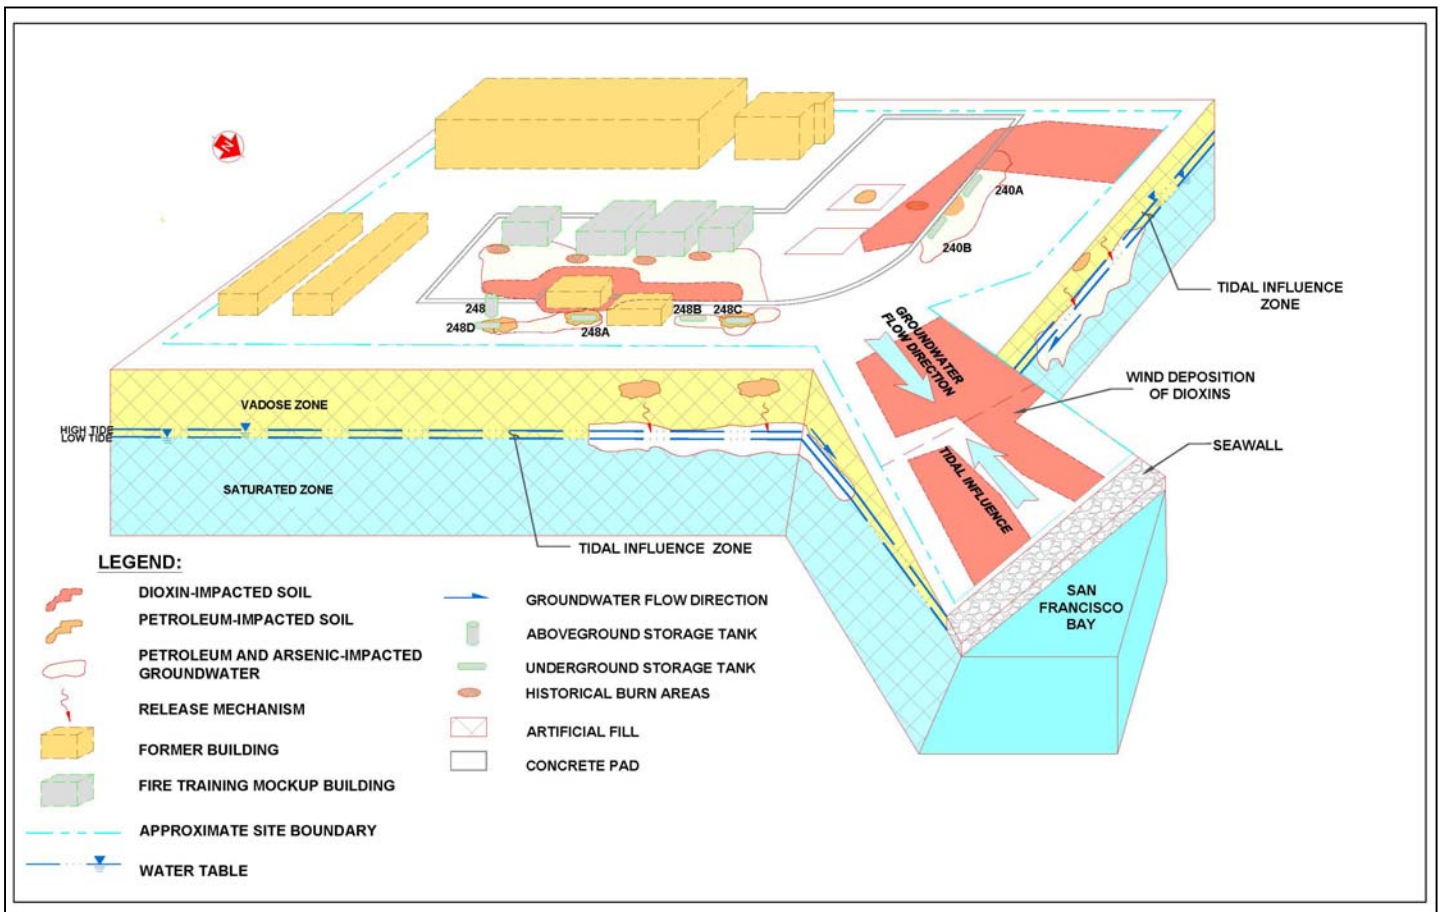 N
240A
240B
248
248D
248A
248B
248C
GROUNDWATER
FLOW DIRECTION
TIDAL INFLUENCE
TIDAL INFLUENCE
ZONE
WIND DEPOSITION
OF DIOXINS
SEAWALL
SAN
FRANCISCO
BAY
VADOSE ZONE
HIGH TIDE
LOW TIDE
SATURATED ZONE
TIDAL INFLUENCE ZONE
LEGEND:
DIOXIN-IMPACTED SOIL
PETROLEUM-IMPACTED SOIL
PETROLEUM AND ARSENIC-IMPACTED
GROUNDWATER
RELEASE MECHANISM
FORMER BUILDING
FIRE TRAINING MOCKUP BUILDING
APPROXIMATE SITE BOUNDARY
WATER TABLE
GROUNDWATER FLOW DIRECTION
ABOVEGROUND STORAGE TANK
UNDERGROUND STORAGE TANK
HISTORICAL BURN AREAS
ARTIFICIAL FILL
CONCRETE PAD